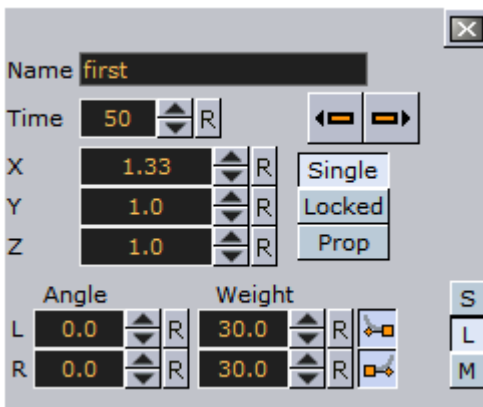 Name first
Time 50 R
X 1.33 R Single
Y 1.0 R Locked
Z 1.0 R Prop
Angle Weight S
L 0.0 R 30.0 R L
R 0.0 R 30.0 R M